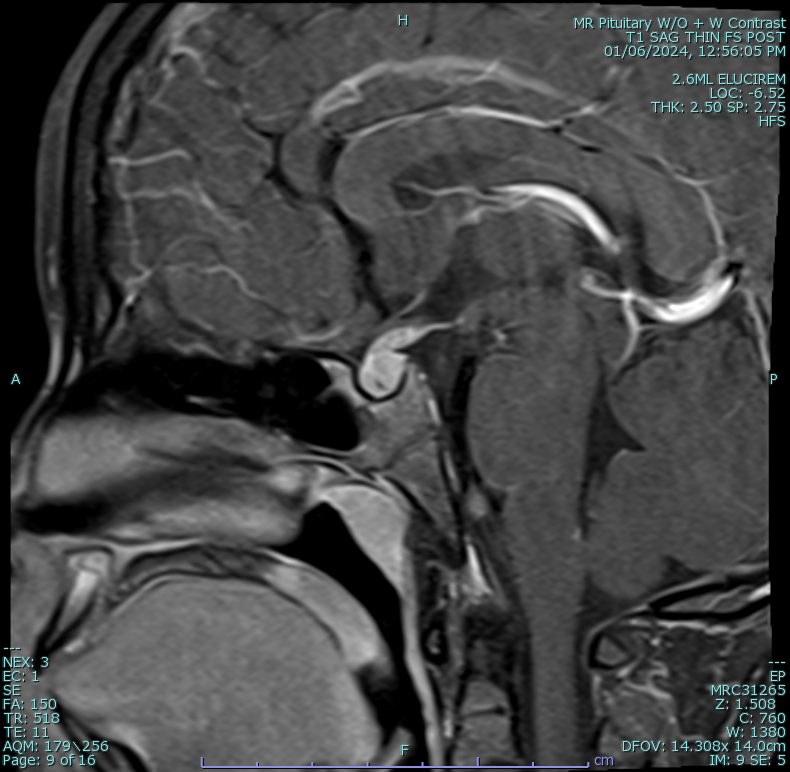 H
MR Pituitary W/O + W Contrast
T1 SAG THIN FS POST
01/06/2024, 12:56:05 PM
2.6ML ELUCIREM
LOC: -6.52
THK: 2.50 SP: 2.75
HFS
A
P
---
NEX: 3
EC: 1
SE
FA: 150
TR: 518
TE: 11
AQM: 179\256
Page: 9 of 16
F
cm
---
EP
MRC31265
Z: 1.508
C: 760
W: 1380
DFOV: 14.308x 14.0cm
IM: 9 SE: 5